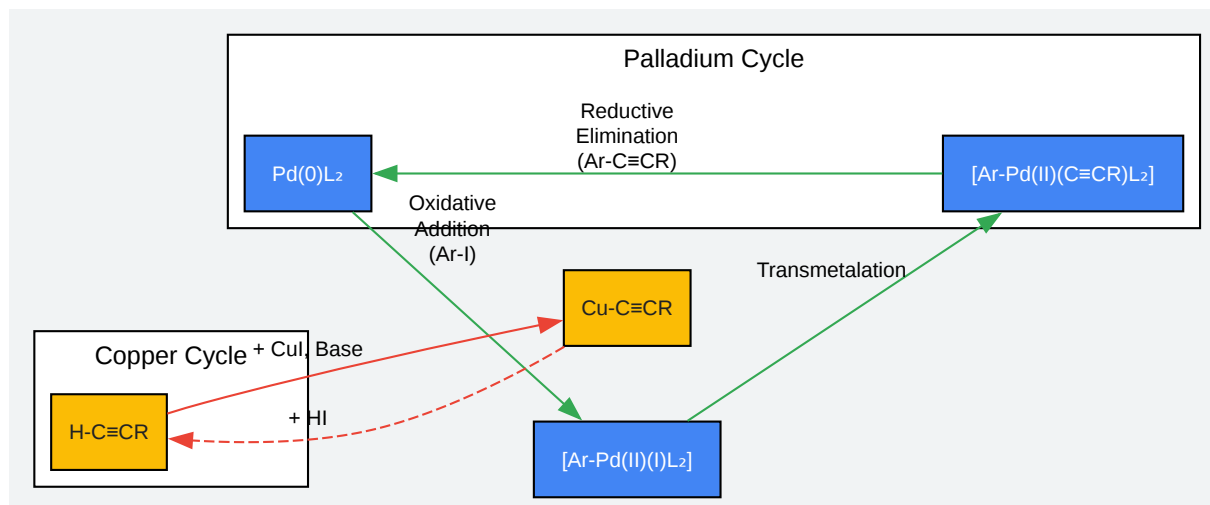 Palladium Cycle
Reductive
Elimination
(Ar-C≡CR)
Pd(0)L₂
[Ar-Pd(II)(C≡CR)L₂]
Oxidative
Addition
(Ar-I)
Transmetalation
Cu-C≡CR
Copper Cycle
+ CuI, Base
+ HI
H-C≡CR
[Ar-Pd(II)(I)L₂]